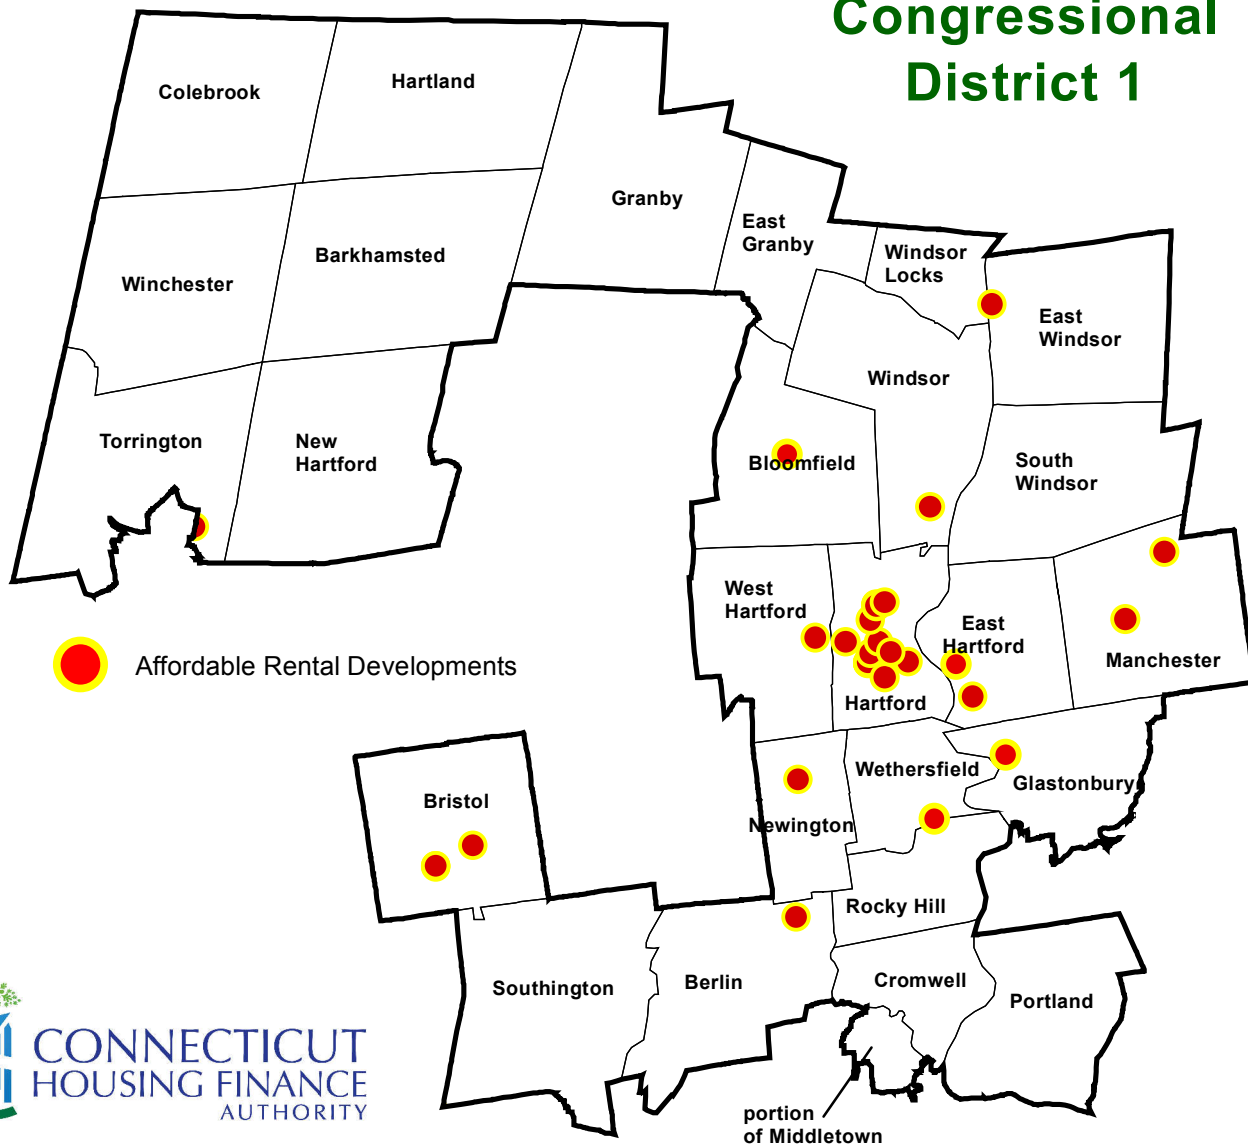 Congressional
District 1
Colebrook
Hartland
Granby
East
Granby
Windsor
Locks
Winchester
Barkhamsted
East
Windsor
Windsor
Torrington
New
Hartford
Bloomfield
South
Windsor
West
Hartford
East
Hartford
Manchester
Affordable Rental Developments
Hartford
Wethersfield
Glastonbury
Bristol
Newington
Rocky Hill
Southington
Berlin
Cromwell
Portland
CONNECTICUT
HOUSING FINANCE
AUTHORITY
portion
of Middletown